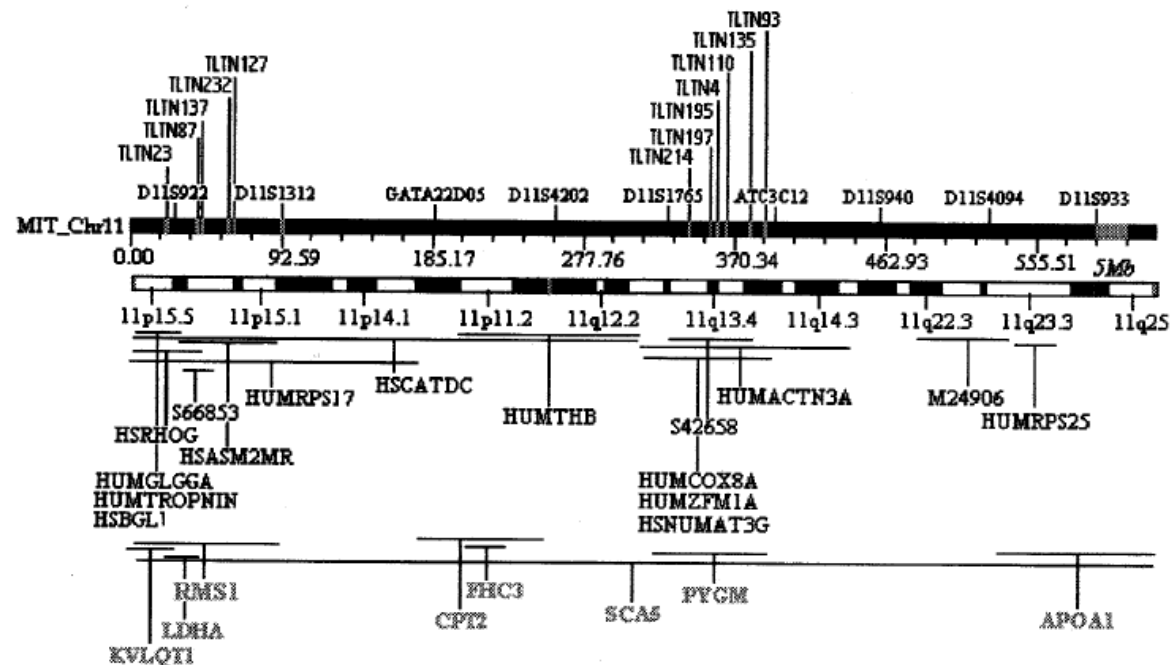 TLTN93
TLTN135
TLTN127 TLTN110
TLTN232 TLTN4
TLTN137 TLTN195
TLTN87 TLTN197
TLTN23 TLTN214
D11S922 D11S1312 GATA22D05 D11S4202 D11S1765 ATC3C12 D11S940 D11S4094 D11S933
MIT_Chr11
0.00 92.59 185.17 277.76 370.34 462.93 555.51 5Mb
11p15.5 11p15.1 11p14.1 11p11.2 11q12.2 11q13.4 11q14.3 11q22.3 11q23.3 11q25
HSCATDC
HUMRPS17 HUMACTN3A M24906
S66853 HUMTHB HUMRPS25
HSRHOG S42658
HSASM2MR
HUMGLGGA HUMCOX8A
HUMTROPNIN HUMZFM1A
HSBGL1 HSNUMAT3G
RMS1 FHC3 PYGM
SCA5
LDHA CPT2 APOA1
KVLQT1